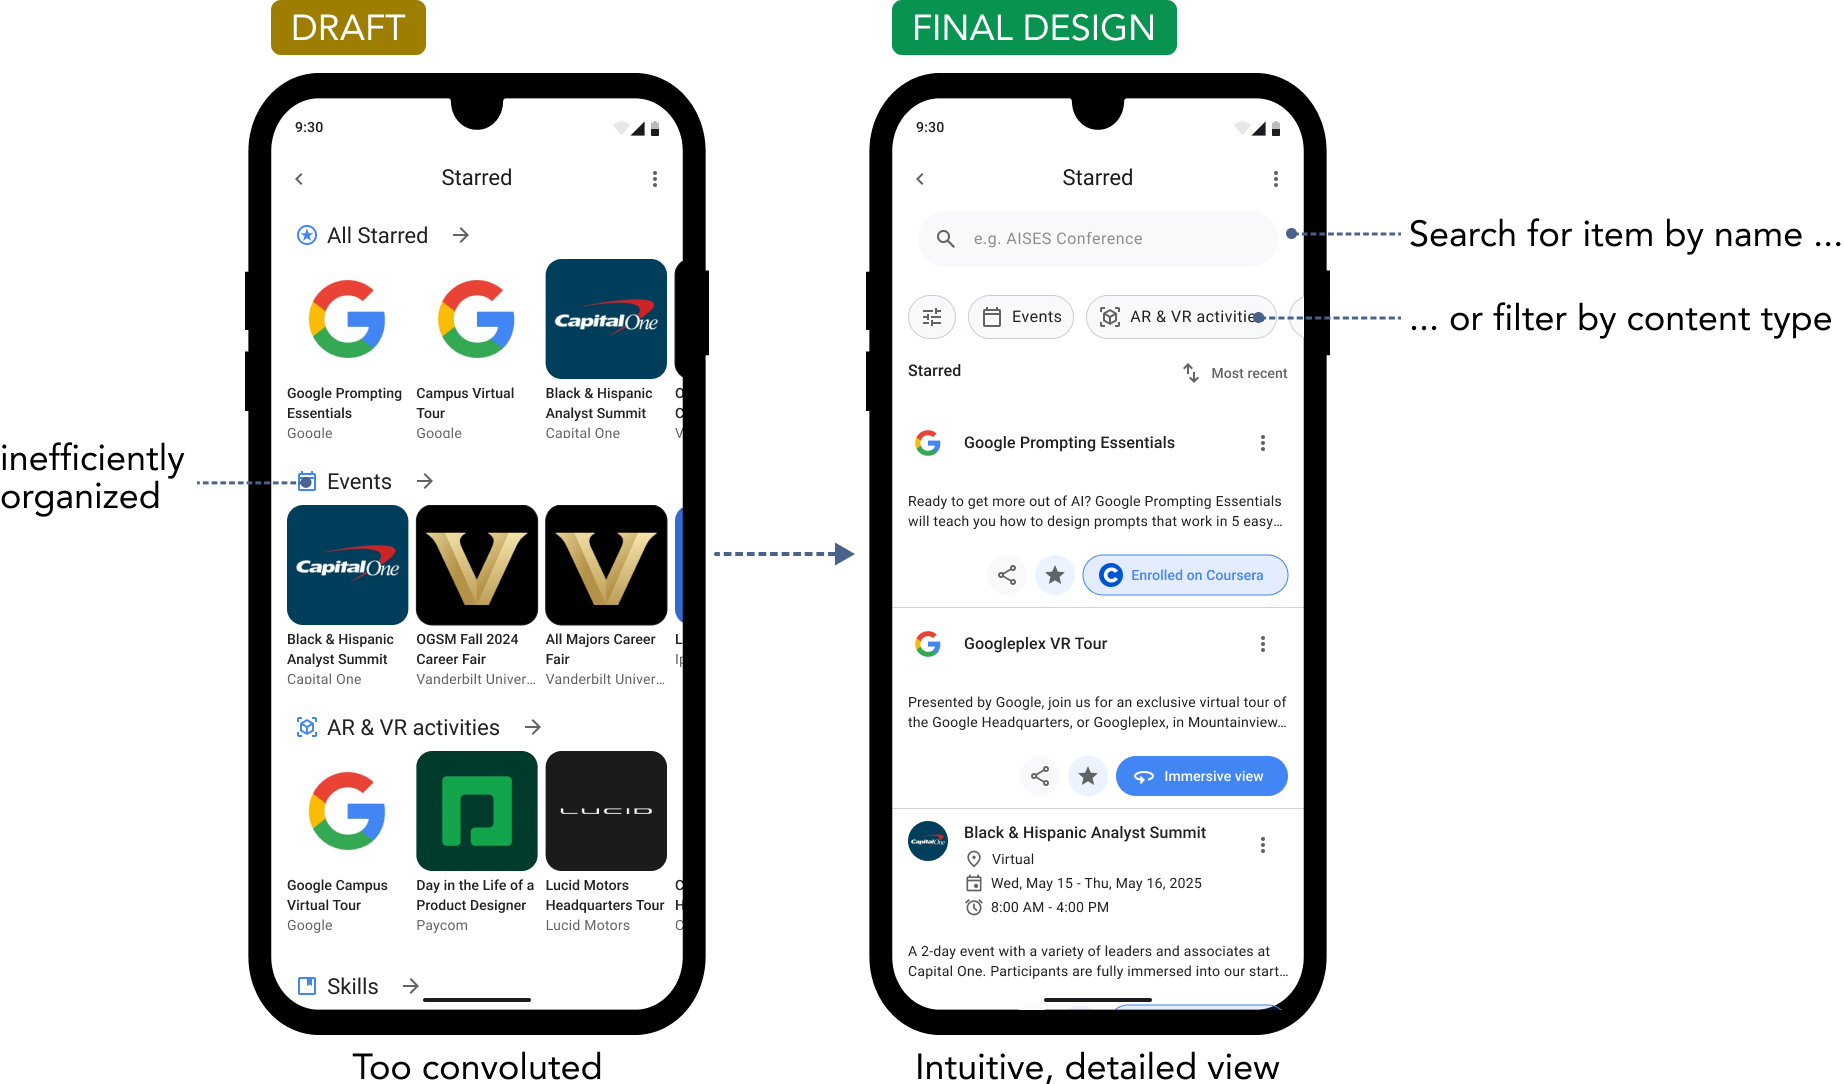 DRAFT
9:30
Starred
All Starred
CapitalOne
Google Prompting
Essentials
Google
Campus Virtual
Tour
Google
Black & Hispanic
Analyst Summit
Capital One
O
C
V
inefficiently
organized
Events
CapitalOne
Black & Hispanic
Analyst Summit
Capital One
OGSM Fall 2024
Career Fair
Vanderbilt Univer...
All Majors Career
Fair
Vanderbilt Univer...
L
Ip
AR & VR activities
LUCID
Google Campus
Virtual Tour
Google
Day in the Life of a
Product Designer
Paycom
Lucid Motors
Headquarters Tour
Lucid Motors
C
H
C
Skills
Too convoluted
FINAL DESIGN
9:30
Starred
e.g. AISES Conference
Search for item by name ...
Events
AR & VR activitie
... or filter by content type
Starred
Most recent
Google Prompting Essentials
Ready to get more out of AI? Google Prompting Essentials
will teach you how to design prompts that work in 5 easy...
Enrolled on Coursera
Googleplex VR Tour
Presented by Google, join us for an exclusive virtual tour of
the Google Headquarters, or Googleplex, in Mountainview...
Immersive view
CapitalOne
Black & Hispanic Analyst Summit
Virtual
Wed, May 15 - Thu, May 16, 2025
8:00 AM - 4:00 PM
A 2-day event with a variety of leaders and associates at
Capital One. Participants are fully immersed into our start...
Intuitive, detailed view